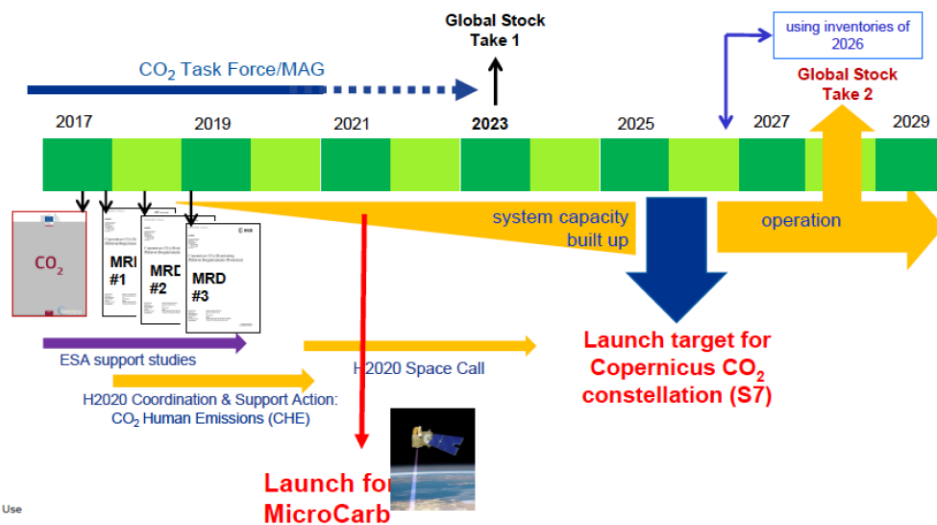 Global Stock
Take 1
using inventories of
2026
CO2 Task Force/MAG
Global Stock
Take 2
2017
2019
2021
2023
2025
2027
2029
CO2
MRD
#1
MRD
#2
MRD
#3
system capacity
built up
operation
ESA support studies
H2020 Space Call
H2020 Coordination & Support Action:
CO2 Human Emissions (CHE)
Launch target for
Copernicus CO2
constellation (S7)
Launch for
MicroCarb
Use